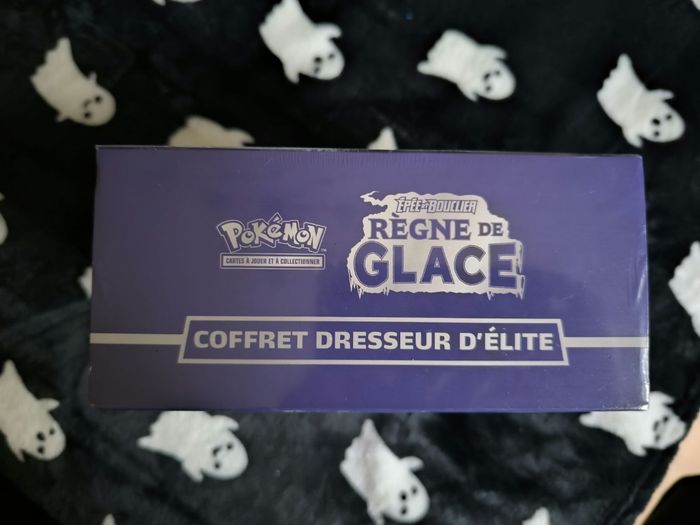 Pokémon
CARTES À JOUER ET À COLLECTIONNER
ÉPÉE ET BOUCLIER
RÈGNE DE
GLACE
COFFRET DRESSEUR D'ÉLITE